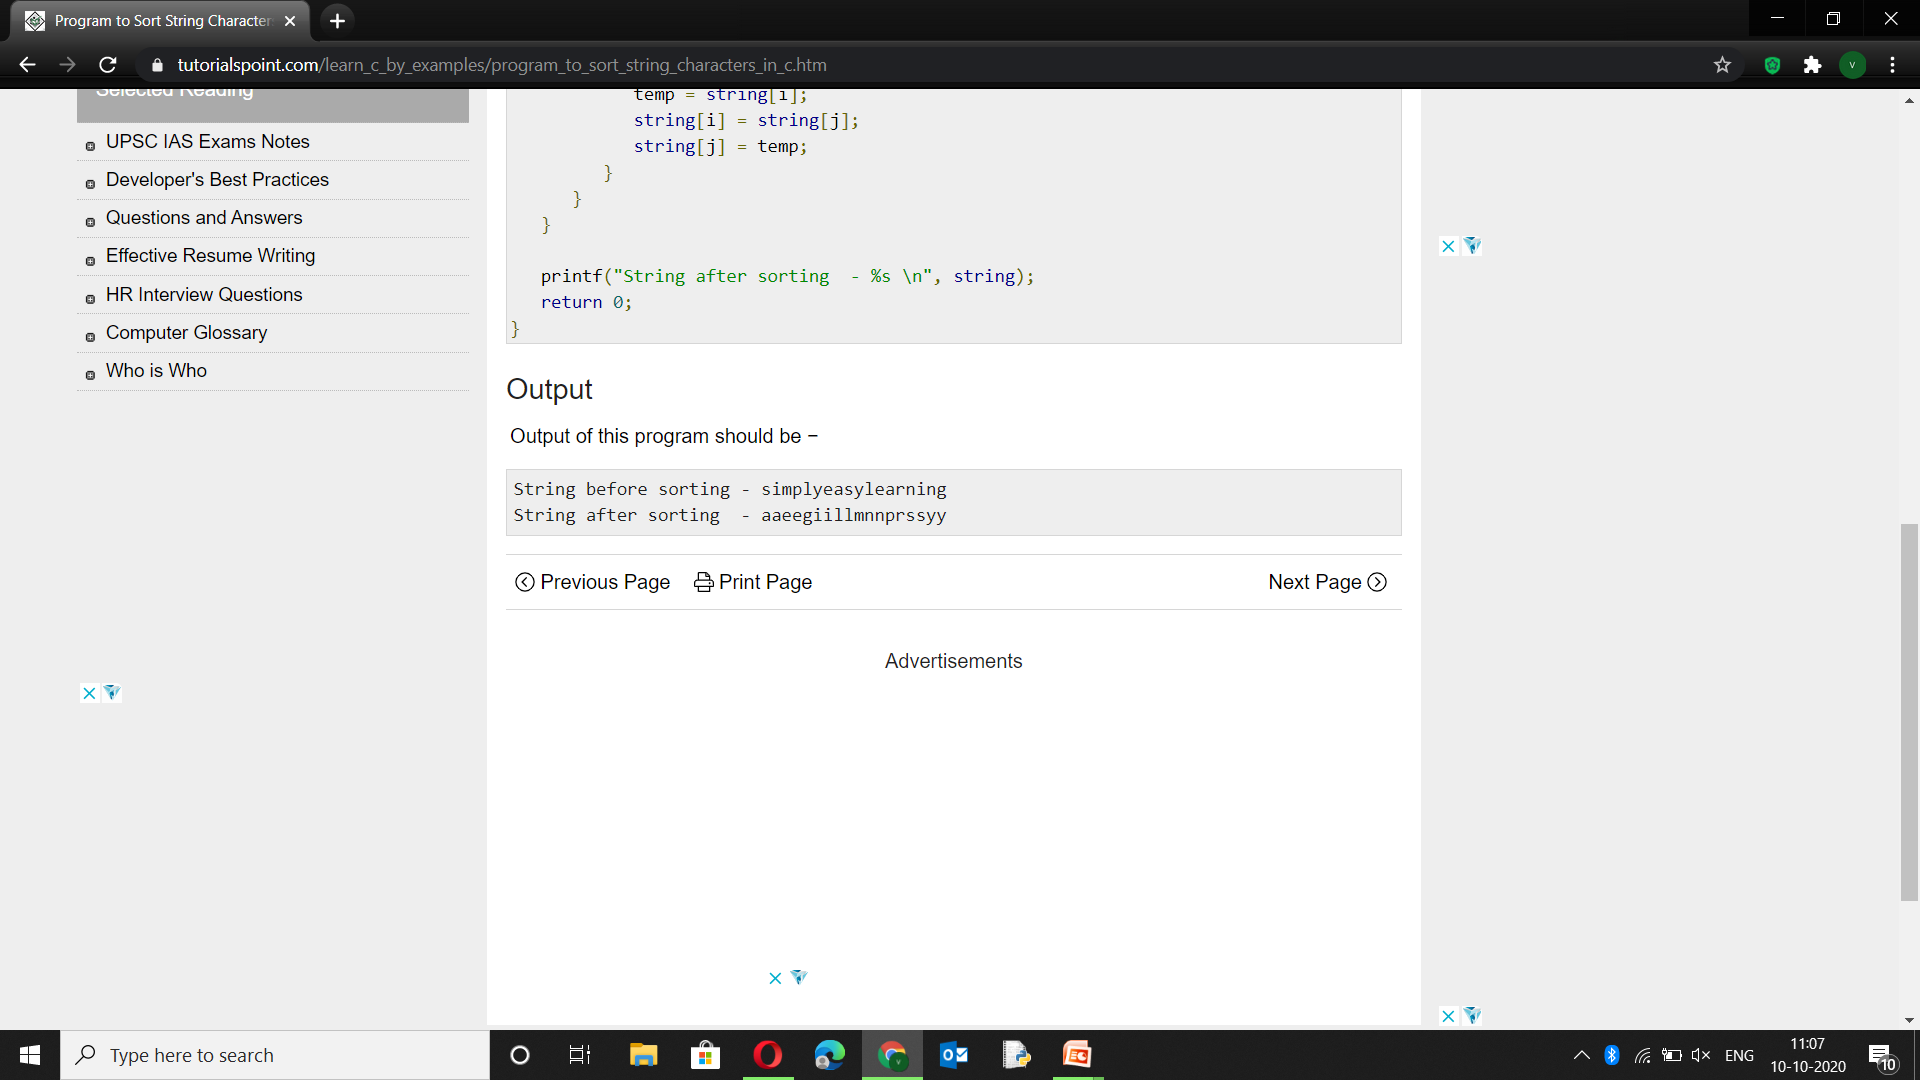 Program to Sort String Character
tutorialspoint.com/learn_c_by_examples/program_to_sort_string_characters_in_c.htm
V
Selected Reading
UPSC IAS Exams Notes
Developer's Best Practices
Questions and Answers
Effective Resume Writing
HR Interview Questions
Computer Glossary
Who is Who
temp = string[i];
string[i] = string[j];
string[j] = temp;
}
}
}
printf("String after sorting  - %s \n", string);
return 0;
}
Output
Output of this program should be −
String before sorting - simplyeasylearning
String after sorting  - aaeegiillmnnprssyy
Previous Page
Print Page
Next Page
Advertisements
Type here to search
ENG
11:07
10-10-2020
10